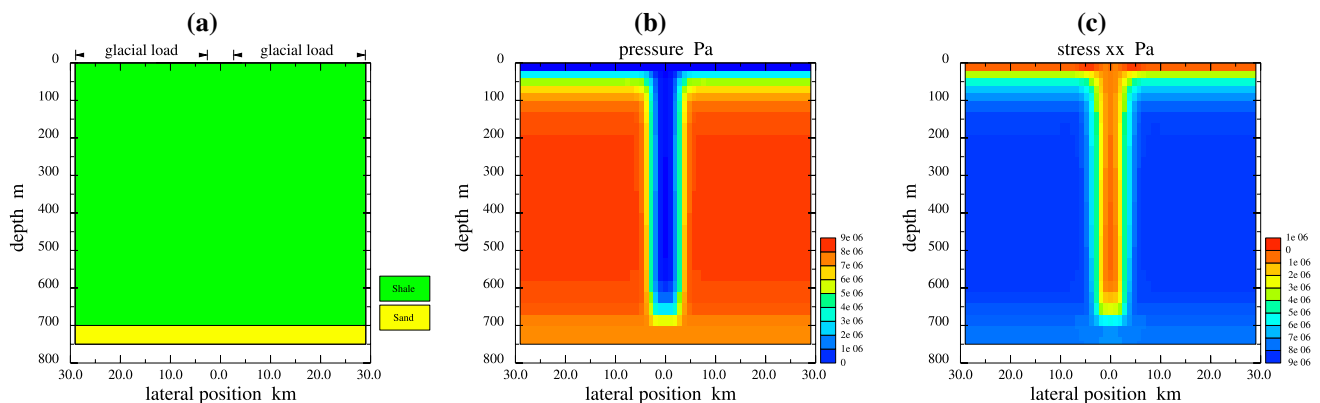 (a)
glacial load glacial load
0
100
200
300
400
500
600
700
800
depth m
30.0 20.0 10.0 0.0 10.0 20.0 30.0
lateral position km
Shale
Sand
(b)
pressure Pa
0
100
200
300
400
500
600
700
800
depth m
30.0 20.0 10.0 0.0 10.0 20.0 30.0
lateral position km
9e 06
8e 06
7e 06
6e 06
5e 06
4e 06
3e 06
2e 06
1e 06
0
(c)
stress xx Pa
0
100
200
300
400
500
600
700
800
depth m
30.0 20.0 10.0 0.0 10.0 20.0 30.0
lateral position km
1e 06
0
1e 06
2e 06
3e 06
4e 06
5e 06
6e 06
7e 06
8e 06
9e 06